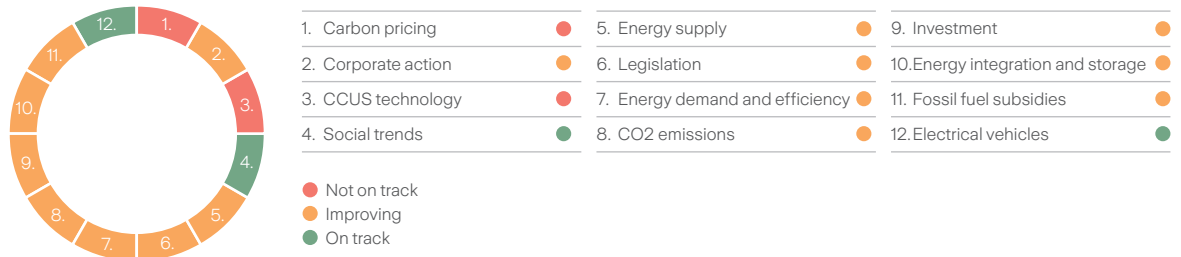 12.
1.
11.
2.
10.
3.
9.
4.
8.
5.
7.
6.
1. Carbon pricing
2. Corporate action
3. CCUS technology
4. Social trends
5. Energy supply
6. Legislation
7. Energy demand and efficiency
8. CO2 emissions
9. Investment
10.Energy integration and storage
11. Fossil fuel subsidies
12.Electrical vehicles
Not on track
Improving
On track